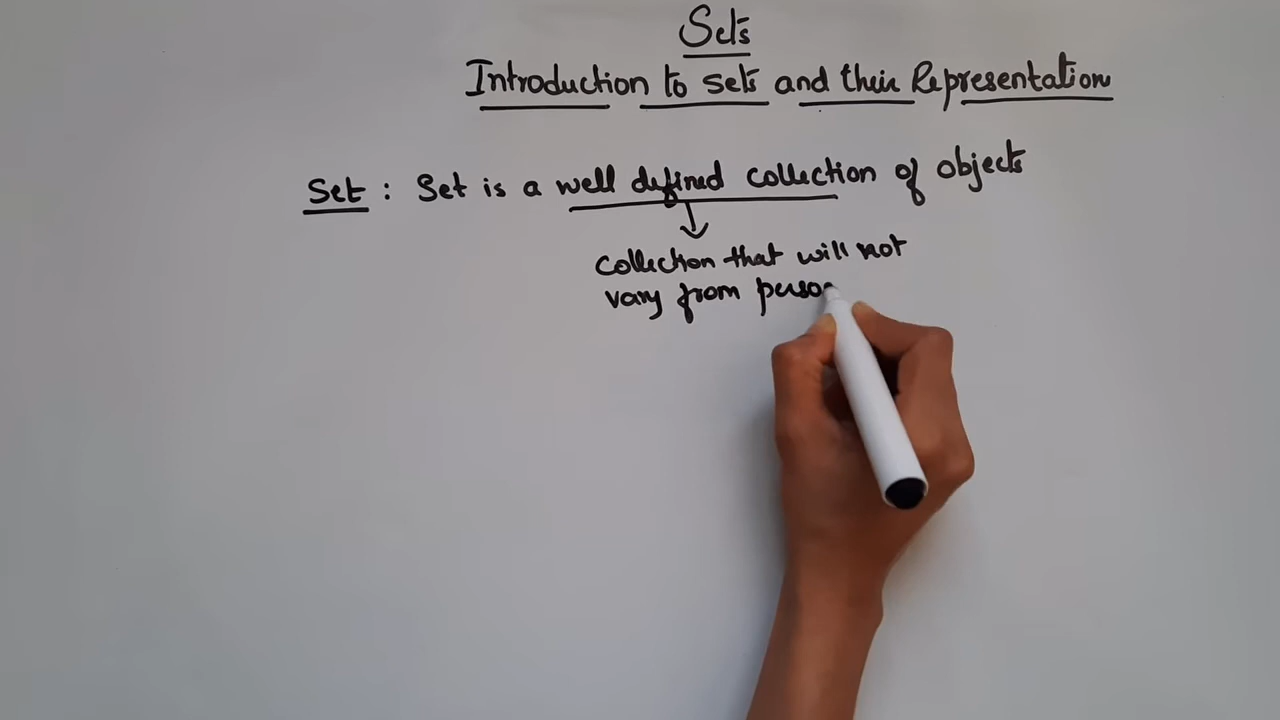 Sets
Introduction to sets and their Representation
Set : Set is a well defined collection of objects
Collection that will not
vary from perso